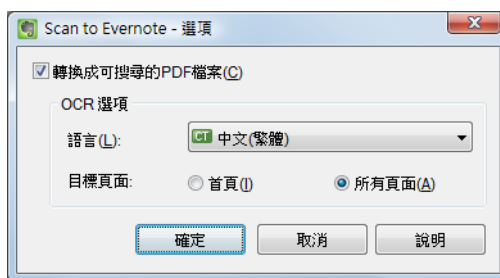 Scan to Evernote - 選項
轉換成可搜尋的PDF檔案(C)
OCR 選項
語言(L):
CT 中文(繁體)
目標頁面:
首頁(I)
所有頁面(A)
確定
取消
說明